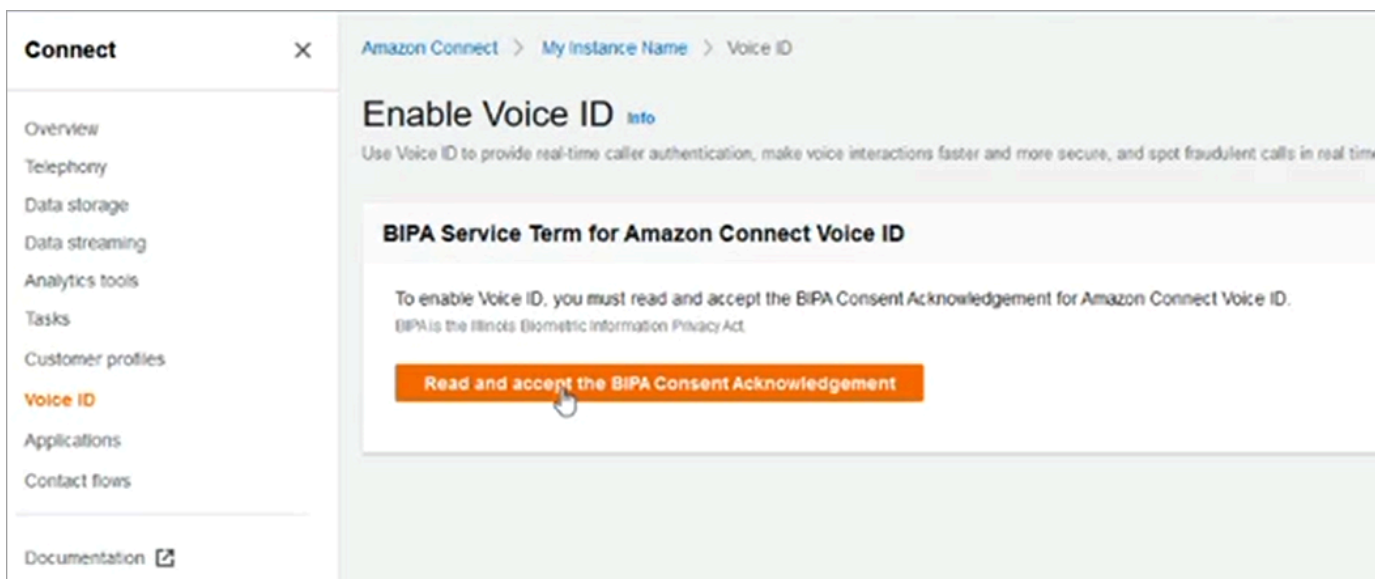 Connect
Overview
Telephony
Data storage
Data streaming
Analytics tools
Tasks
Customer profiles
Voice ID
Applications
Contact flows
Documentation
Amazon Connect > My Instance Name > Voice ID
Enable Voice ID Info
Use Voice ID to provide real-time caller authentication, make voice interactions faster and more secure, and spot fraudulent calls in real time
BIPA Service Term for Amazon Connect Voice ID
To enable Voice ID, you must read and accept the BIPA Consent Acknowledgement for Amazon Connect Voice ID.
BIPA is the Illinois Biometric Information Privacy Act.
Read and accept the BIPA Consent Acknowledgement